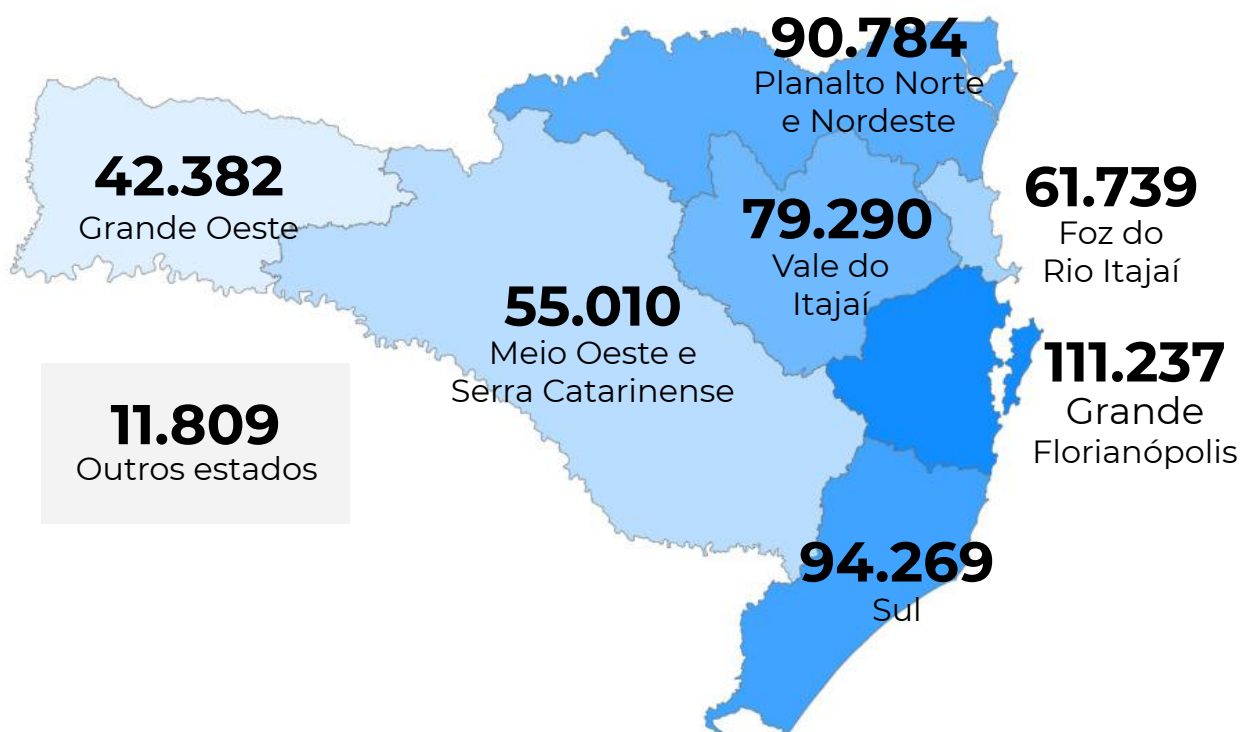 90.784
Planalto Norte
e Nordeste
42.382
Grande Oeste
61.739
Foz do
Rio Itajaí
79.290
Vale do
Itajaí
55.010
Meio Oeste e
Serra Catarinense
111.237
Grande
Florianópolis
11.809
Outros estados
94.269
Sul